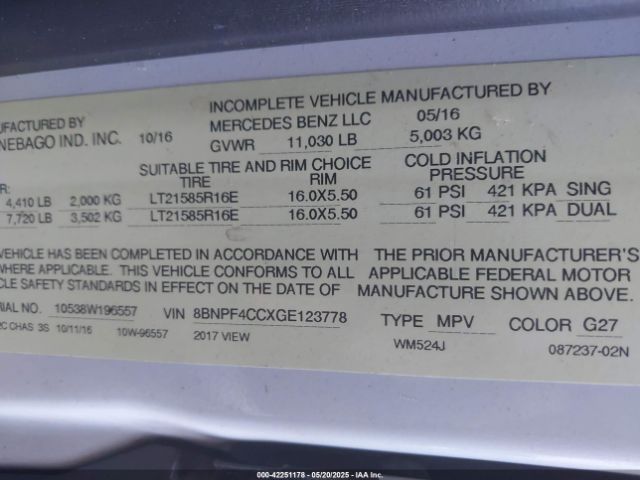 INCOMPLETE VEHICLE MANUFACTURED BY
UFACTURED BY
MERCEDES BENZ LLC 05/16
NEBAGO IND. INC. 10/16
GVWR 11,030 LB 5,003 KG
SUITABLE TIRE AND RIM CHOICE COLD INFLATION
R: TIRE RIM PRESSURE
4,410 LB 2,000 KG LT21585R16E 16.0X5.50 61 PSI 421 KPA SING
7,720 LB 3,502 KG LT21585R16E 16.0X5.50 61 PSI 421 KPA DUAL
VEHICLE HAS BEEN COMPLETED IN ACCORDANCE WITH THE PRIOR MANUFACTURER'S
WHERE APPLICABLE. THIS VEHICLE CONFORMS TO ALL APPLICABLE FEDERAL MOTOR
CLE SAFETY STANDARDS IN EFFECT ON THE DATE OF MANUFACTURE SHOWN ABOVE.
RIAL NO. 10538W196557 VIN 8BNPF4CCXGE123778 TYPE MPV COLOR G27
2C CHAS 3S 10/11/16 10W-96557 2017 VIEW WM524J 087237-02N
000-42251178 — 05/20/2025 — IAA Inc.